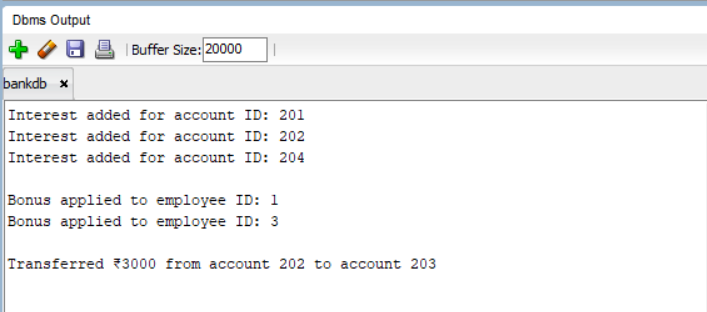 Dbms Output
Buffer Size: 20000
bankdb
Interest added for account ID: 201
Interest added for account ID: 202
Interest added for account ID: 204
Bonus applied to employee ID: 1
Bonus applied to employee ID: 3
Transferred ₹3000 from account 202 to account 203